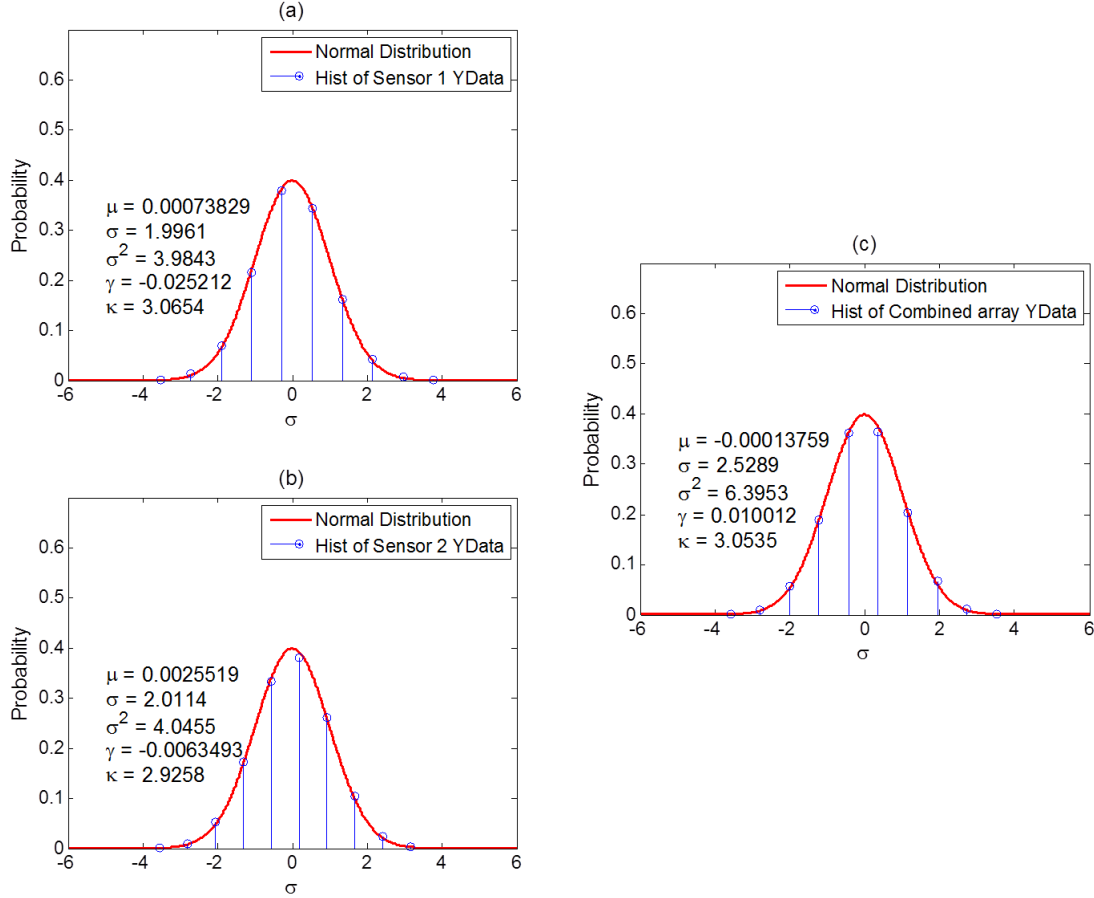 (a)
Normal Distribution
Hist of Sensor 1 YData
0.6
0.5
0.4
0.3
0.2
0.1
0
Probability
μ = 0.00073829
σ = 1.9961
σ² = 3.9843
γ = -0.025212
κ = 3.0654
-6 -4 -2 0 2 4 6
σ
(b)
Normal Distribution
Hist of Sensor 2 YData
0.6
0.5
0.4
0.3
0.2
0.1
0
Probability
μ = 0.0025519
σ = 2.0114
σ² = 4.0455
γ = -0.0063493
κ = 2.9258
-6 -4 -2 0 2 4 6
σ
(c)
Normal Distribution
Hist of Combined array YData
0.6
0.5
0.4
0.3
0.2
0.1
0
Probability
μ = -0.00013759
σ = 2.5289
σ² = 6.3953
γ = 0.010012
κ = 3.0535
-6 -4 -2 0 2 4 6
σ